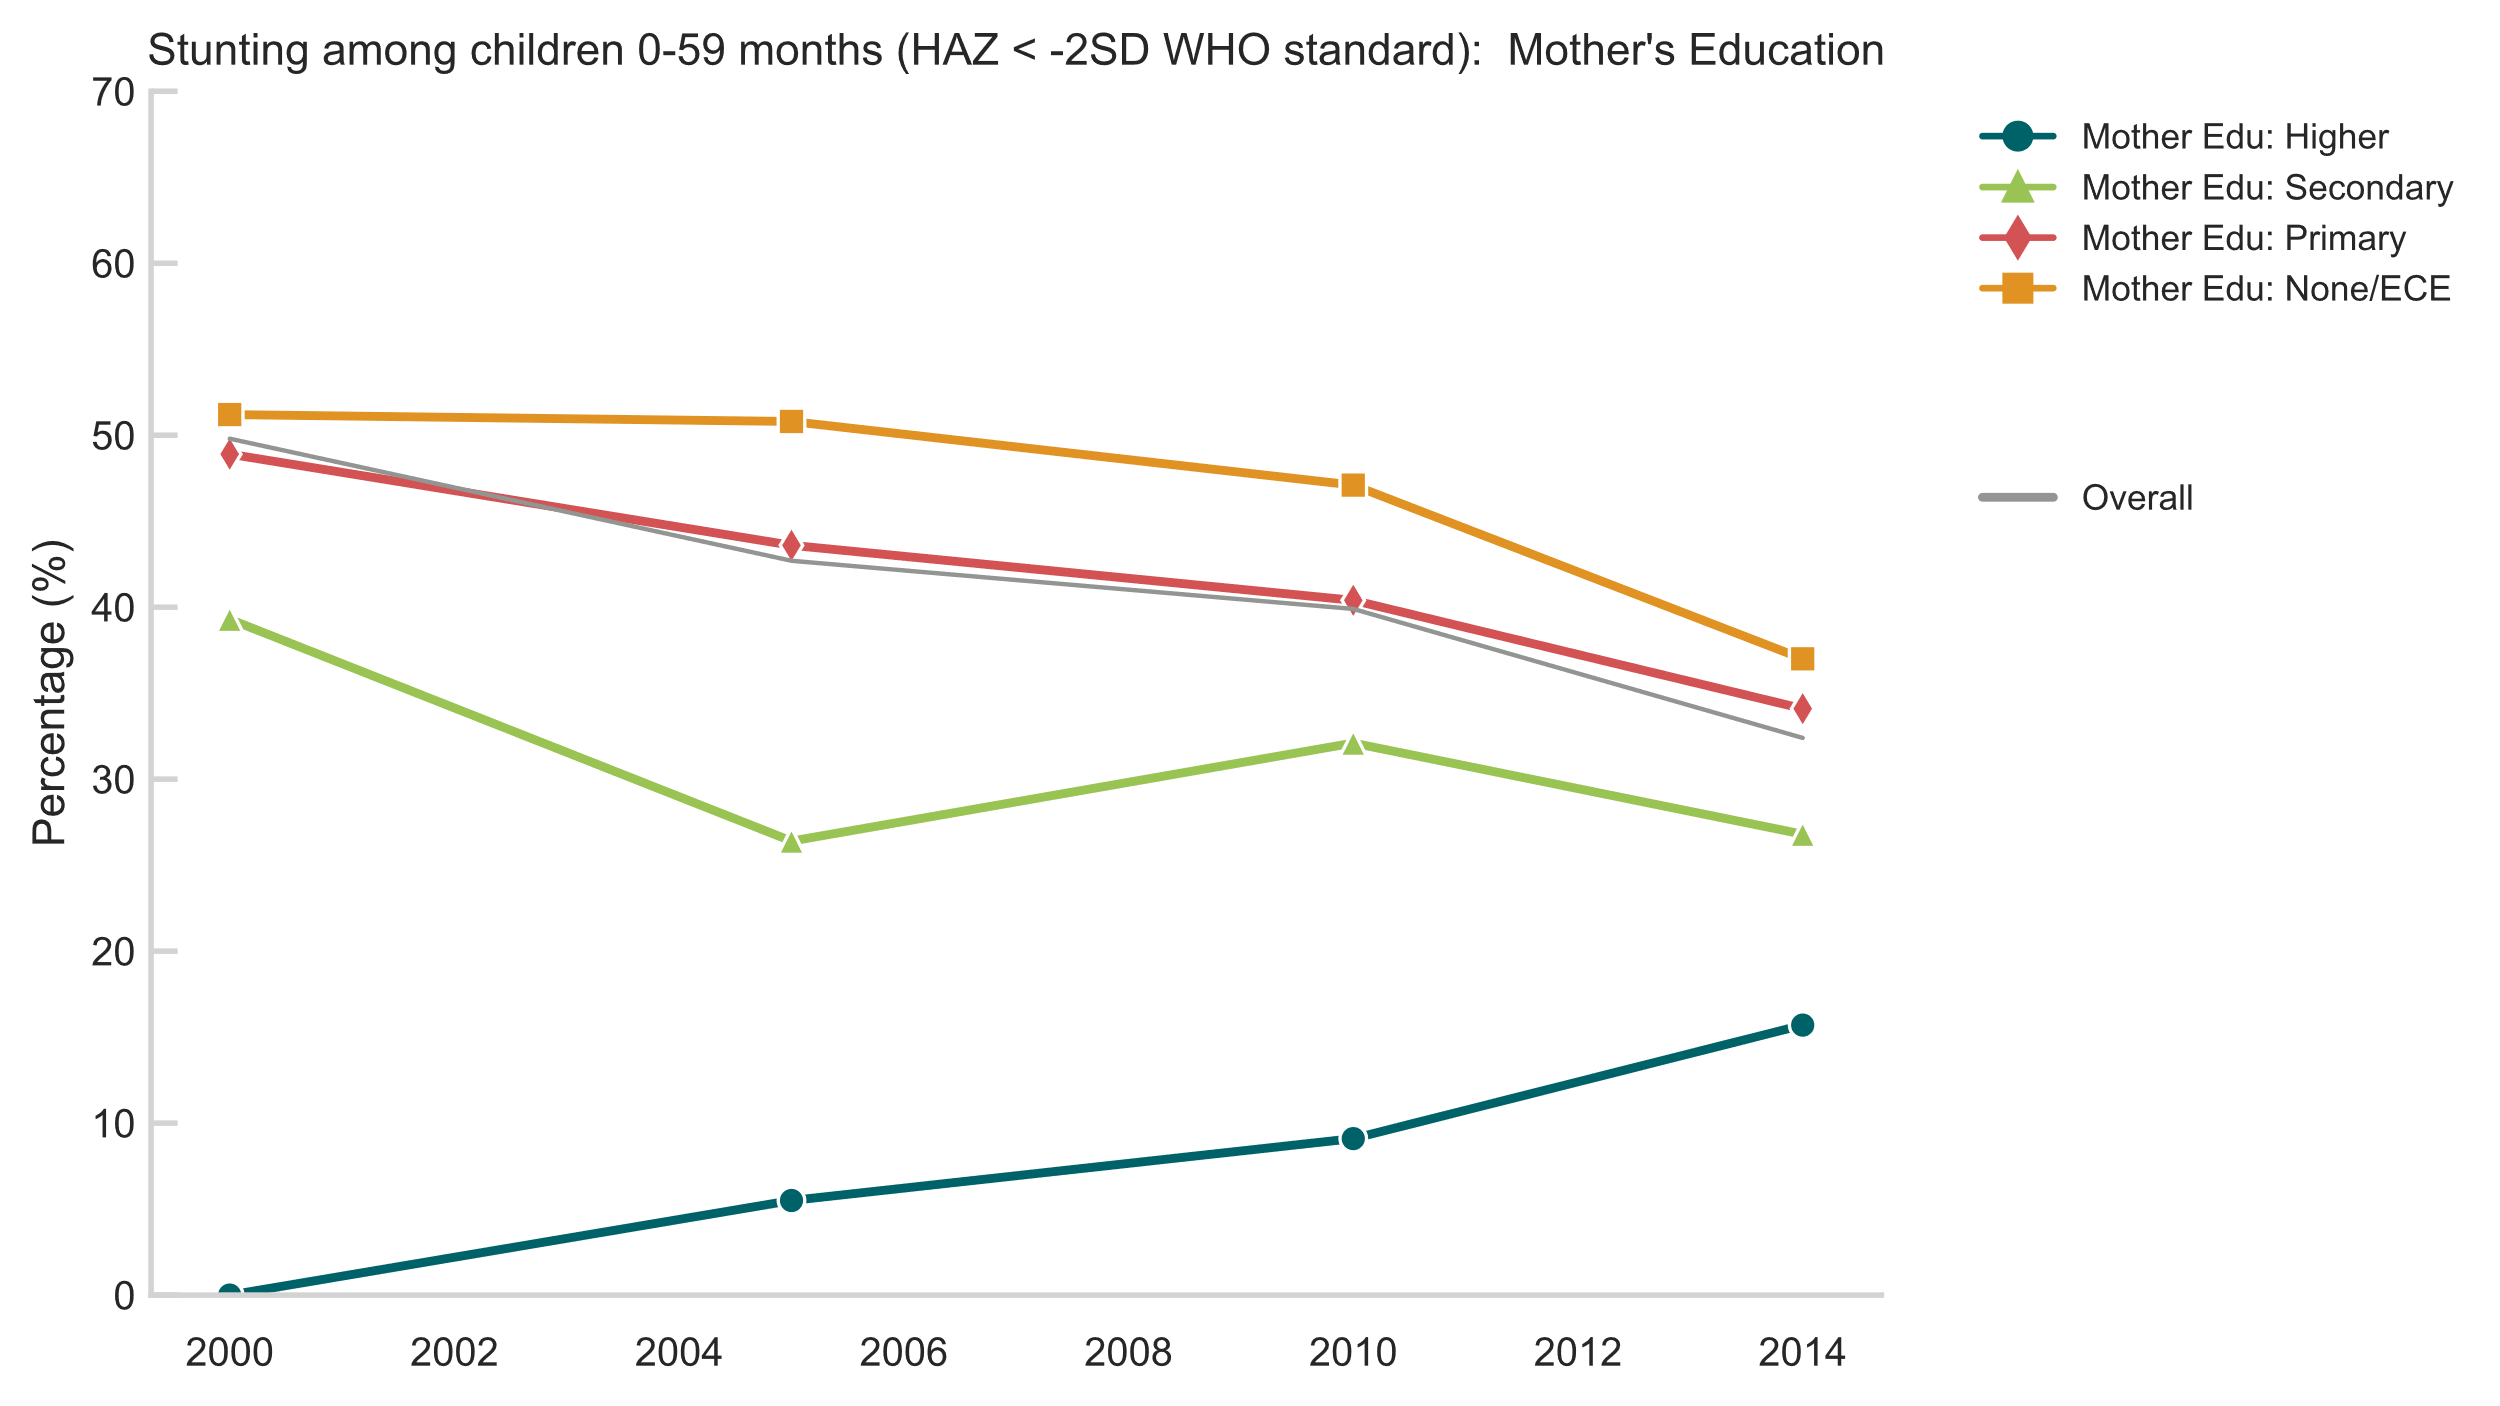 Stunting among children 0-59 months (HAZ < -2SD WHO standard):  Mother's Education
70
60
50
40
30
20
10
0
Percentage (%)
2000 2002 2004 2006 2008 2010 2012 2014
Mother Edu: Higher
Mother Edu: Secondary
Mother Edu: Primary
Mother Edu: None/ECE
Overall